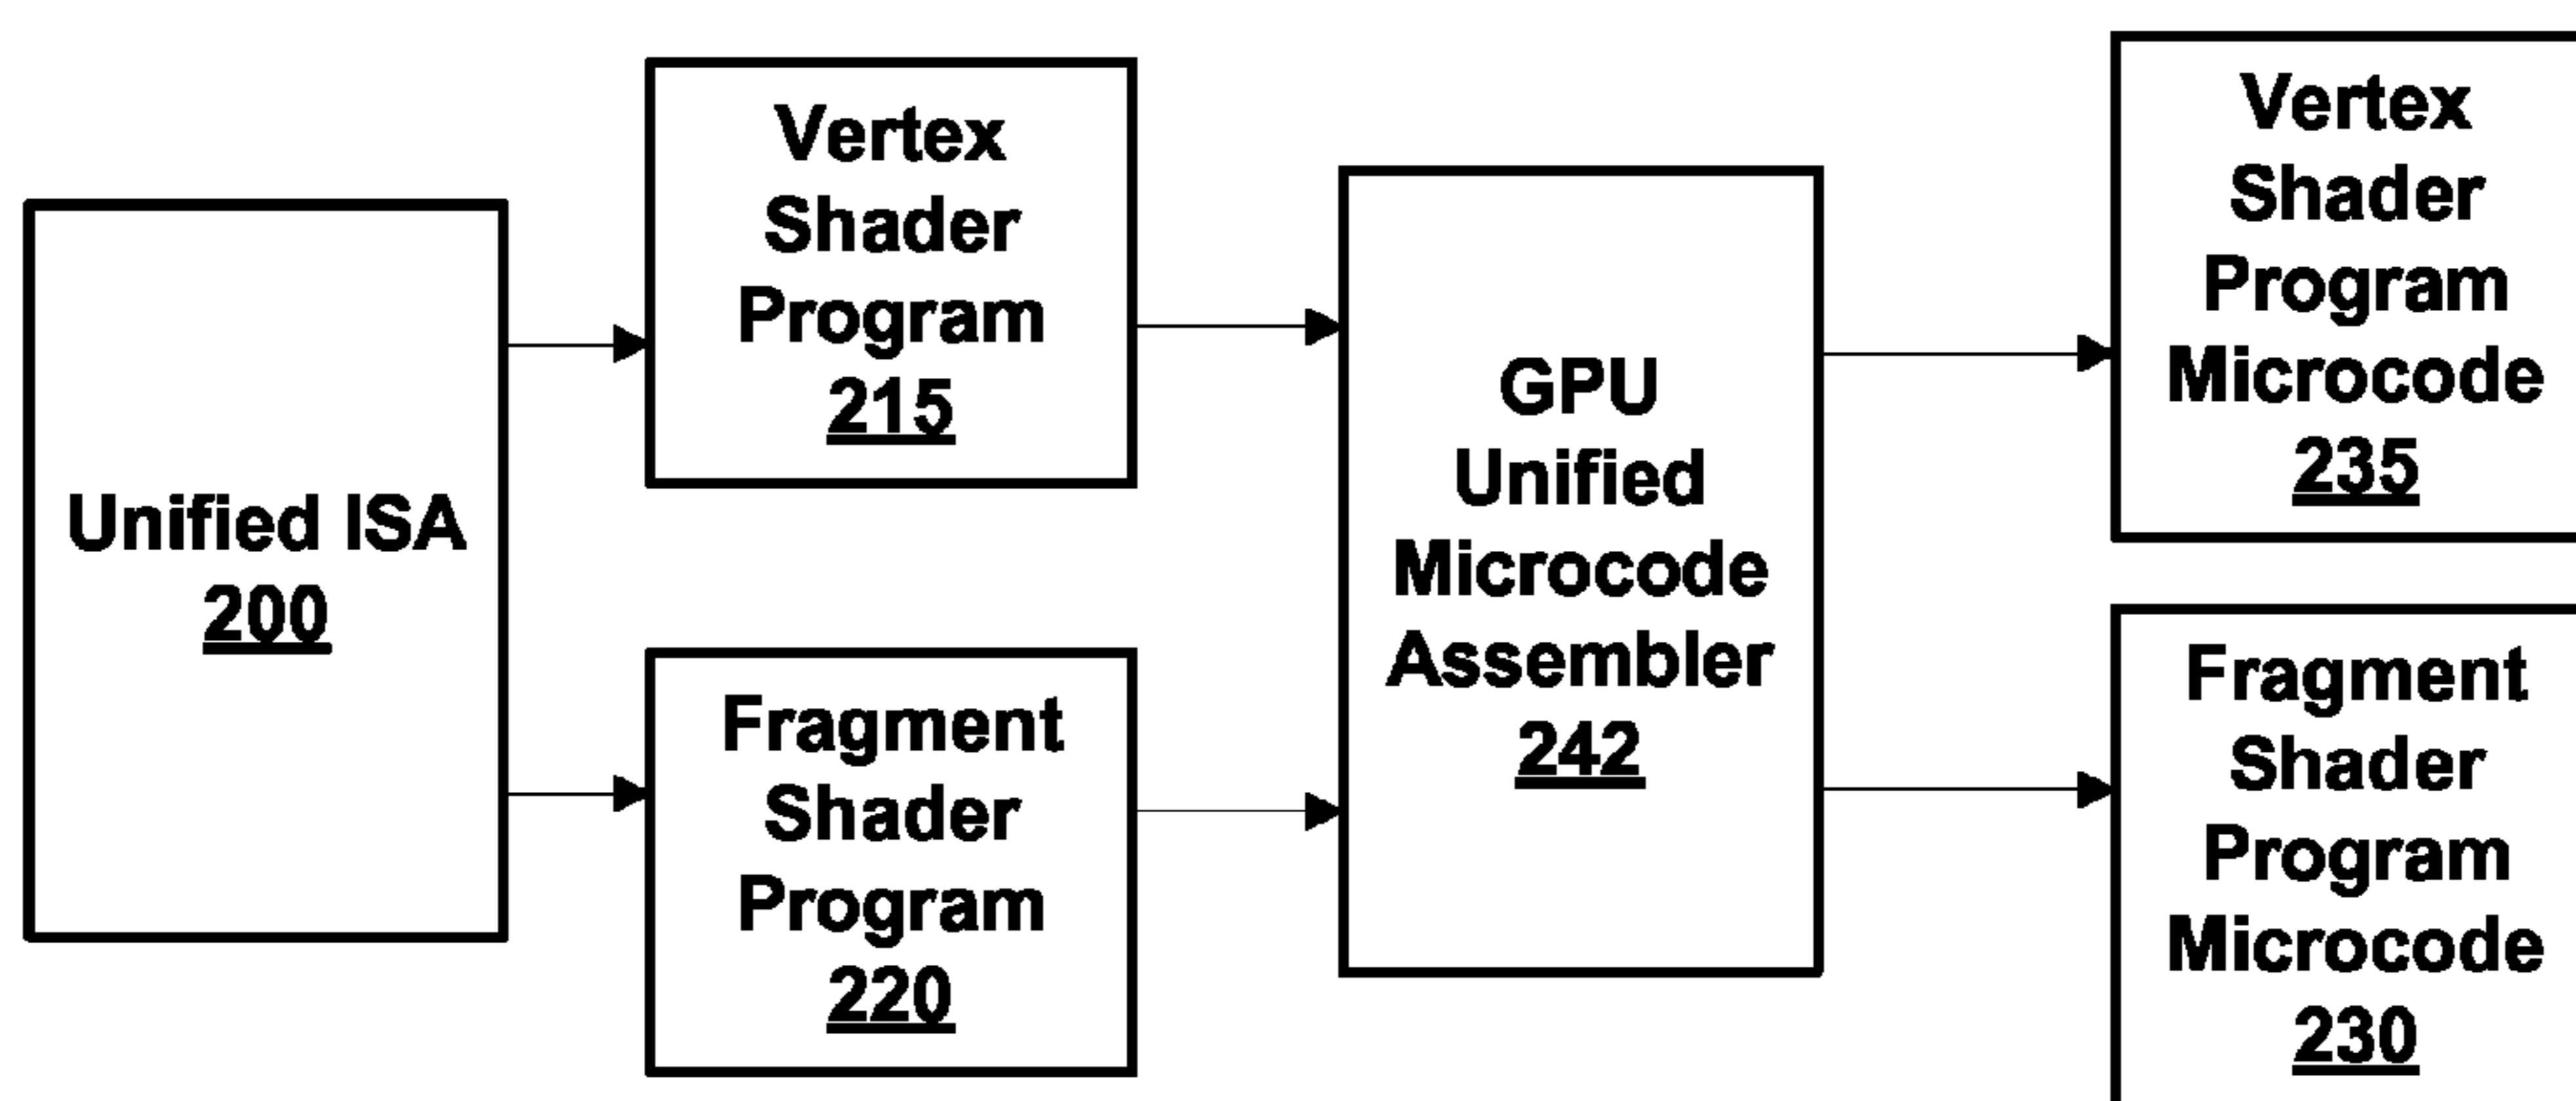 Unified ISA
200
Vertex
Shader
Program
215
Fragment
Shader
Program
220
GPU
Unified
Microcode
Assembler
242
Vertex
Shader
Program
Microcode
235
Fragment
Shader
Program
Microcode
230